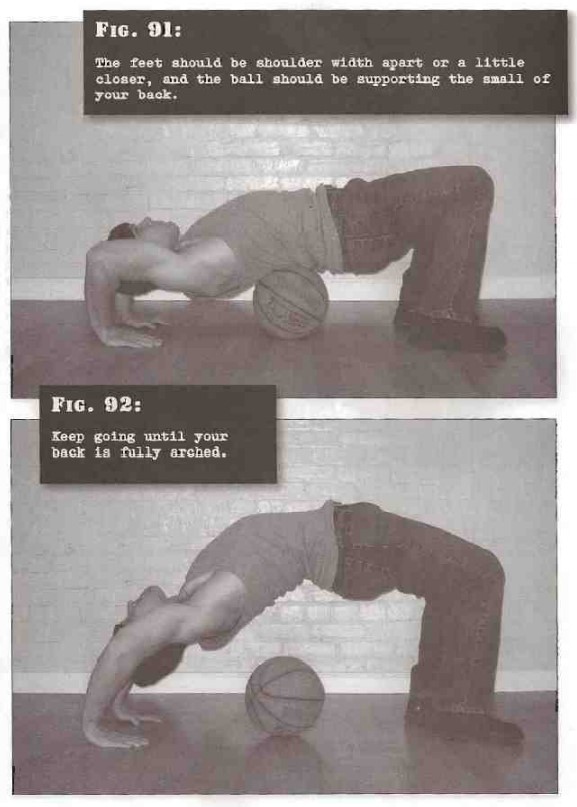 Fig. 91:
The feet should be shoulder width apart or a little
closer, and the ball should be supporting the small of
your back.
Fig. 92:
Keep going until your
back is fully arched.